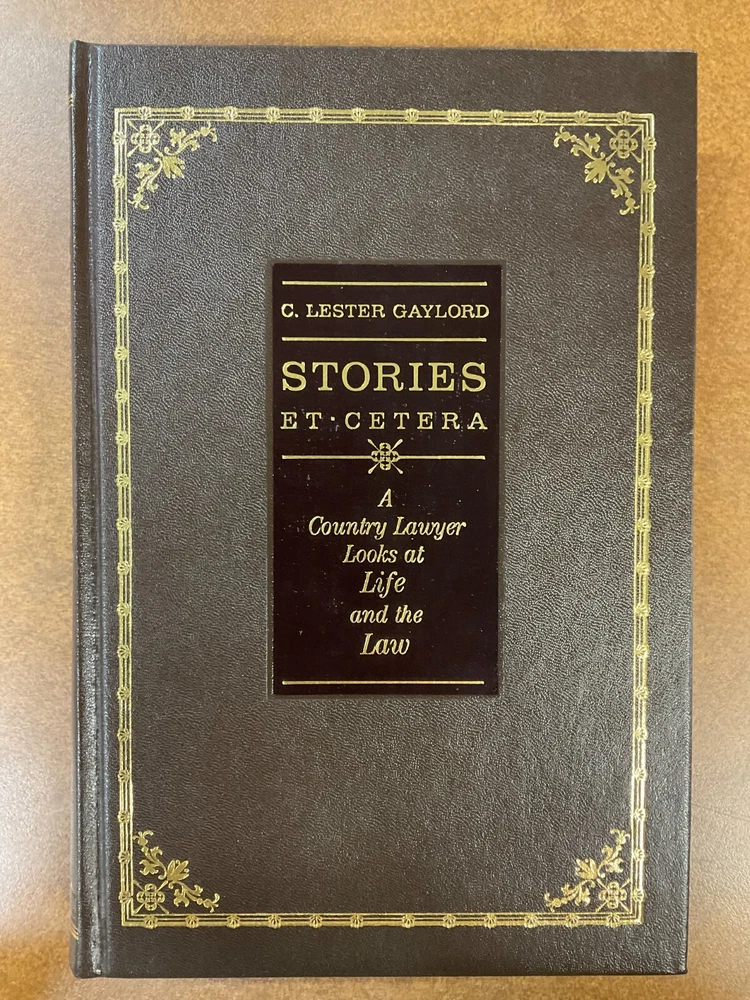 C. LESTER GAYLORD
STORIES
ET·CETERA
A
Country Lawyer
Looks at
Life
and the
Law